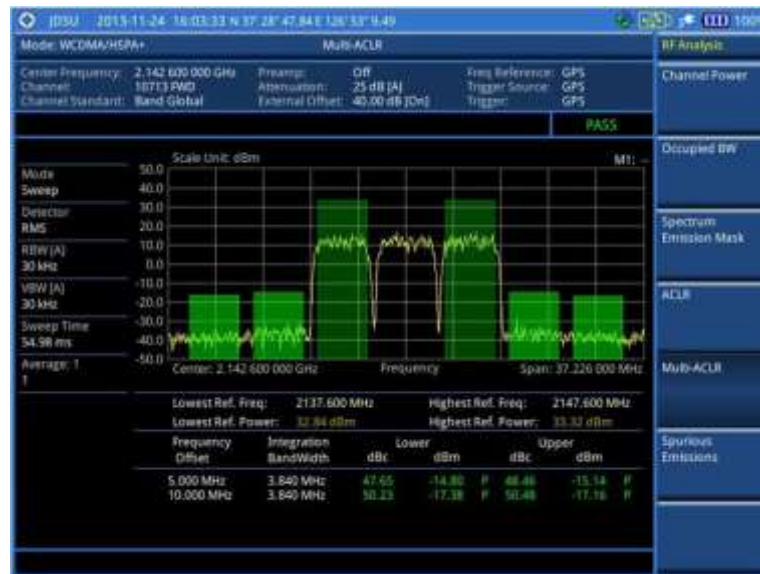 JDSU 2013-11-24 16:03:33 N 37° 28' 47.84 E 126° 53' 9.49 100%
Mode: WCDMA/HSPA+ Multi-ACLR RF Analysis
Center Frequency: 2.142 600 000 GHz Preamp: Off Freq Reference: GPS
Channel: 10713 FWD Attenuation: 25 dB [A] Trigger Source: GPS
Channel Standard: Band Global External Offset: 40.00 dB [On] Trigger: GPS
Channel Power
PASS
Occupied BW
Scale Unit: dBm M1: --
Mode
Sweep
Detector
RMS
RBW [A]
30 kHz
VBW [A]
30 kHz
Sweep Time
54.98 ms
Average: 1
1
50.0
40.0
30.0
20.0
10.0
0.0
-10.0
-20.0
-30.0
-40.0
-50.0
Center: 2.142 600 000 GHz Frequency Span: 37.226 000 MHz
Spectrum
Emission Mask
ACLR
Multi-ACLR
Lowest Ref. Freq: 2137.600 MHz Highest Ref. Freq: 2147.600 MHz
Lowest Ref. Power: 32.84 dBm Highest Ref. Power: 33.32 dBm
Frequency Integration Lower Upper
Offset BandWidth dBc dBm dBc dBm
5.000 MHz 3.840 MHz 47.65 -14.80 P 48.46 -15.14 P
10.000 MHz 3.840 MHz 50.23 -17.38 P 50.48 -17.16 P
Spurious
Emissions